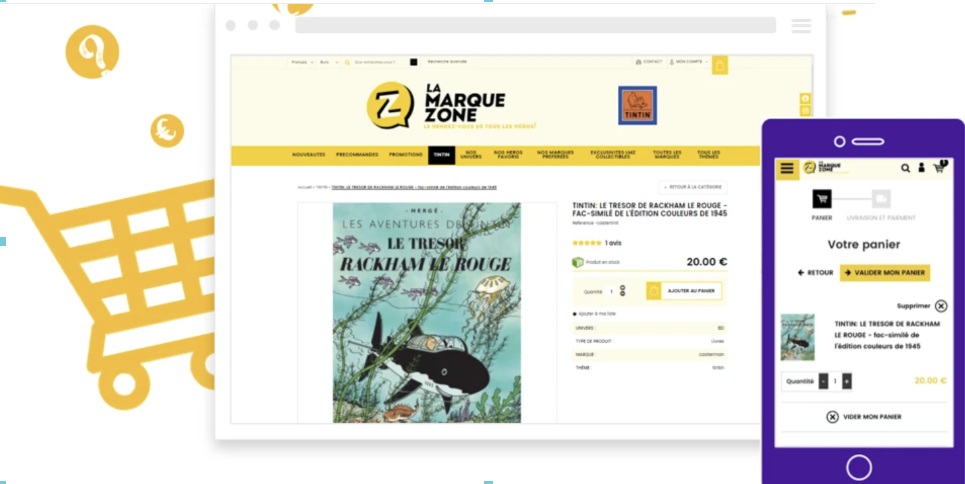 Français
Euro
Que recherchez-vous ?
Recherche avancée
CONTACT
MON COMPTE
LA
MARQUE
ZONE
LE RENDEZ-VOUS DE TOUS LES HÉROS!
TINTIN
NOUVEAUTES
PRECOMMANDES
PROMOTIONS
TINTIN
NOS
UNIVERS
NOS HEROS
FAVORIS
NOS MARQUES
PREFEREES
EXCLUSIVITES LMZ
COLLECTIBLES
TOUTES LES
MARQUES
TOUS LES
THÈMES
Accueil > TINTIN > TINTIN: LE TRESOR DE RACKHAM LE ROUGE - fac-similé de l'édition couleurs de 1945
< RETOUR À LA CATÉGORIE
· HERGÉ ·
LES AVENTURES DE TINTIN
LE TRESOR
RACKHAM LE ROUGE
TINTIN: LE TRESOR DE RACKHAM LE ROUGE -
FAC-SIMILÉ DE L'ÉDITION COULEURS DE 1945
Référence : castermint
1 avis
Produit en stock
20.00 €
Quantité
1
AJOUTER AU PANIER
Ajouter à ma liste
UNIVERS :
BD
TYPE DE PRODUIT :
Livres
MARQUE :
casterman
THÈME :
tintin
LA
MARQUE
ZONE
1
PANIER
LIVRAISON ET PAIEMENT
Votre panier
RETOUR
VALIDER MON PANIER
Supprimer
TINTIN: LE TRESOR DE RACKHAM
LE ROUGE - fac-similé de
l'édition couleurs de 1945
Quantité
- 1 +
20.00 €
VIDER MON PANIER